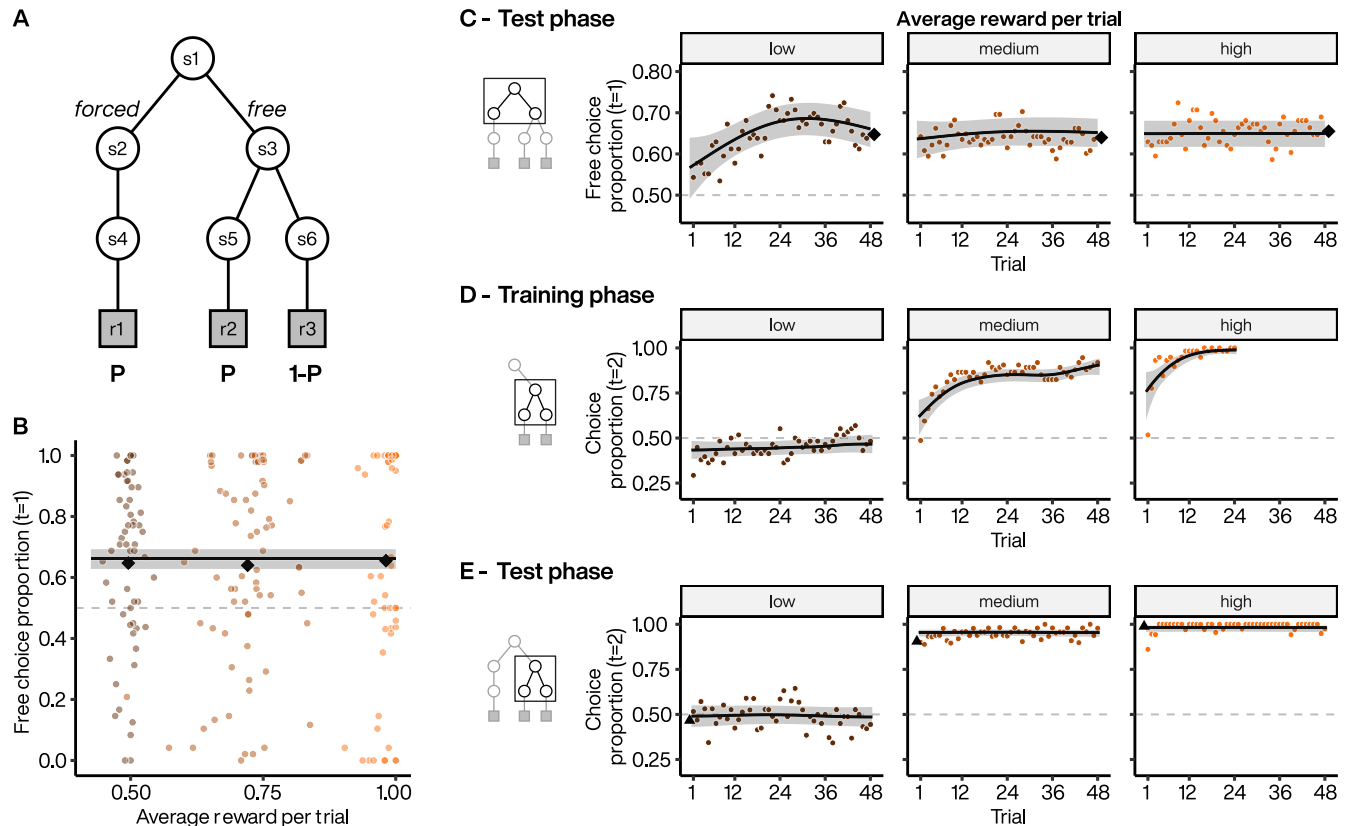 A
s1
forced
free
s2
s3
s4
s5
s6
r1
r2
r3
P
P
1-P
B
Free choice proportion (t=1)
1.0
0.8
0.6
0.4
0.2
0.0
0.50
0.75
1.00
Average reward per trial
C - Test phase
Average reward per trial
low
medium
high
Free choice
proportion (t=1)
0.80
0.70
0.60
0.50
1 12 24 36 48
1 12 24 36 48
1 12 24 36 48
Trial
D - Training phase
low
medium
high
Choice
proportion (t=2)
1.00
0.75
0.50
0.25
1 12 24 36 48
1 12 24 36 48
1 12 24 36 48
Trial
E - Test phase
low
medium
high
Choice
proportion (t=2)
1.00
0.75
0.50
0.25
1 12 24 36 48
1 12 24 36 48
1 12 24 36 48
Trial